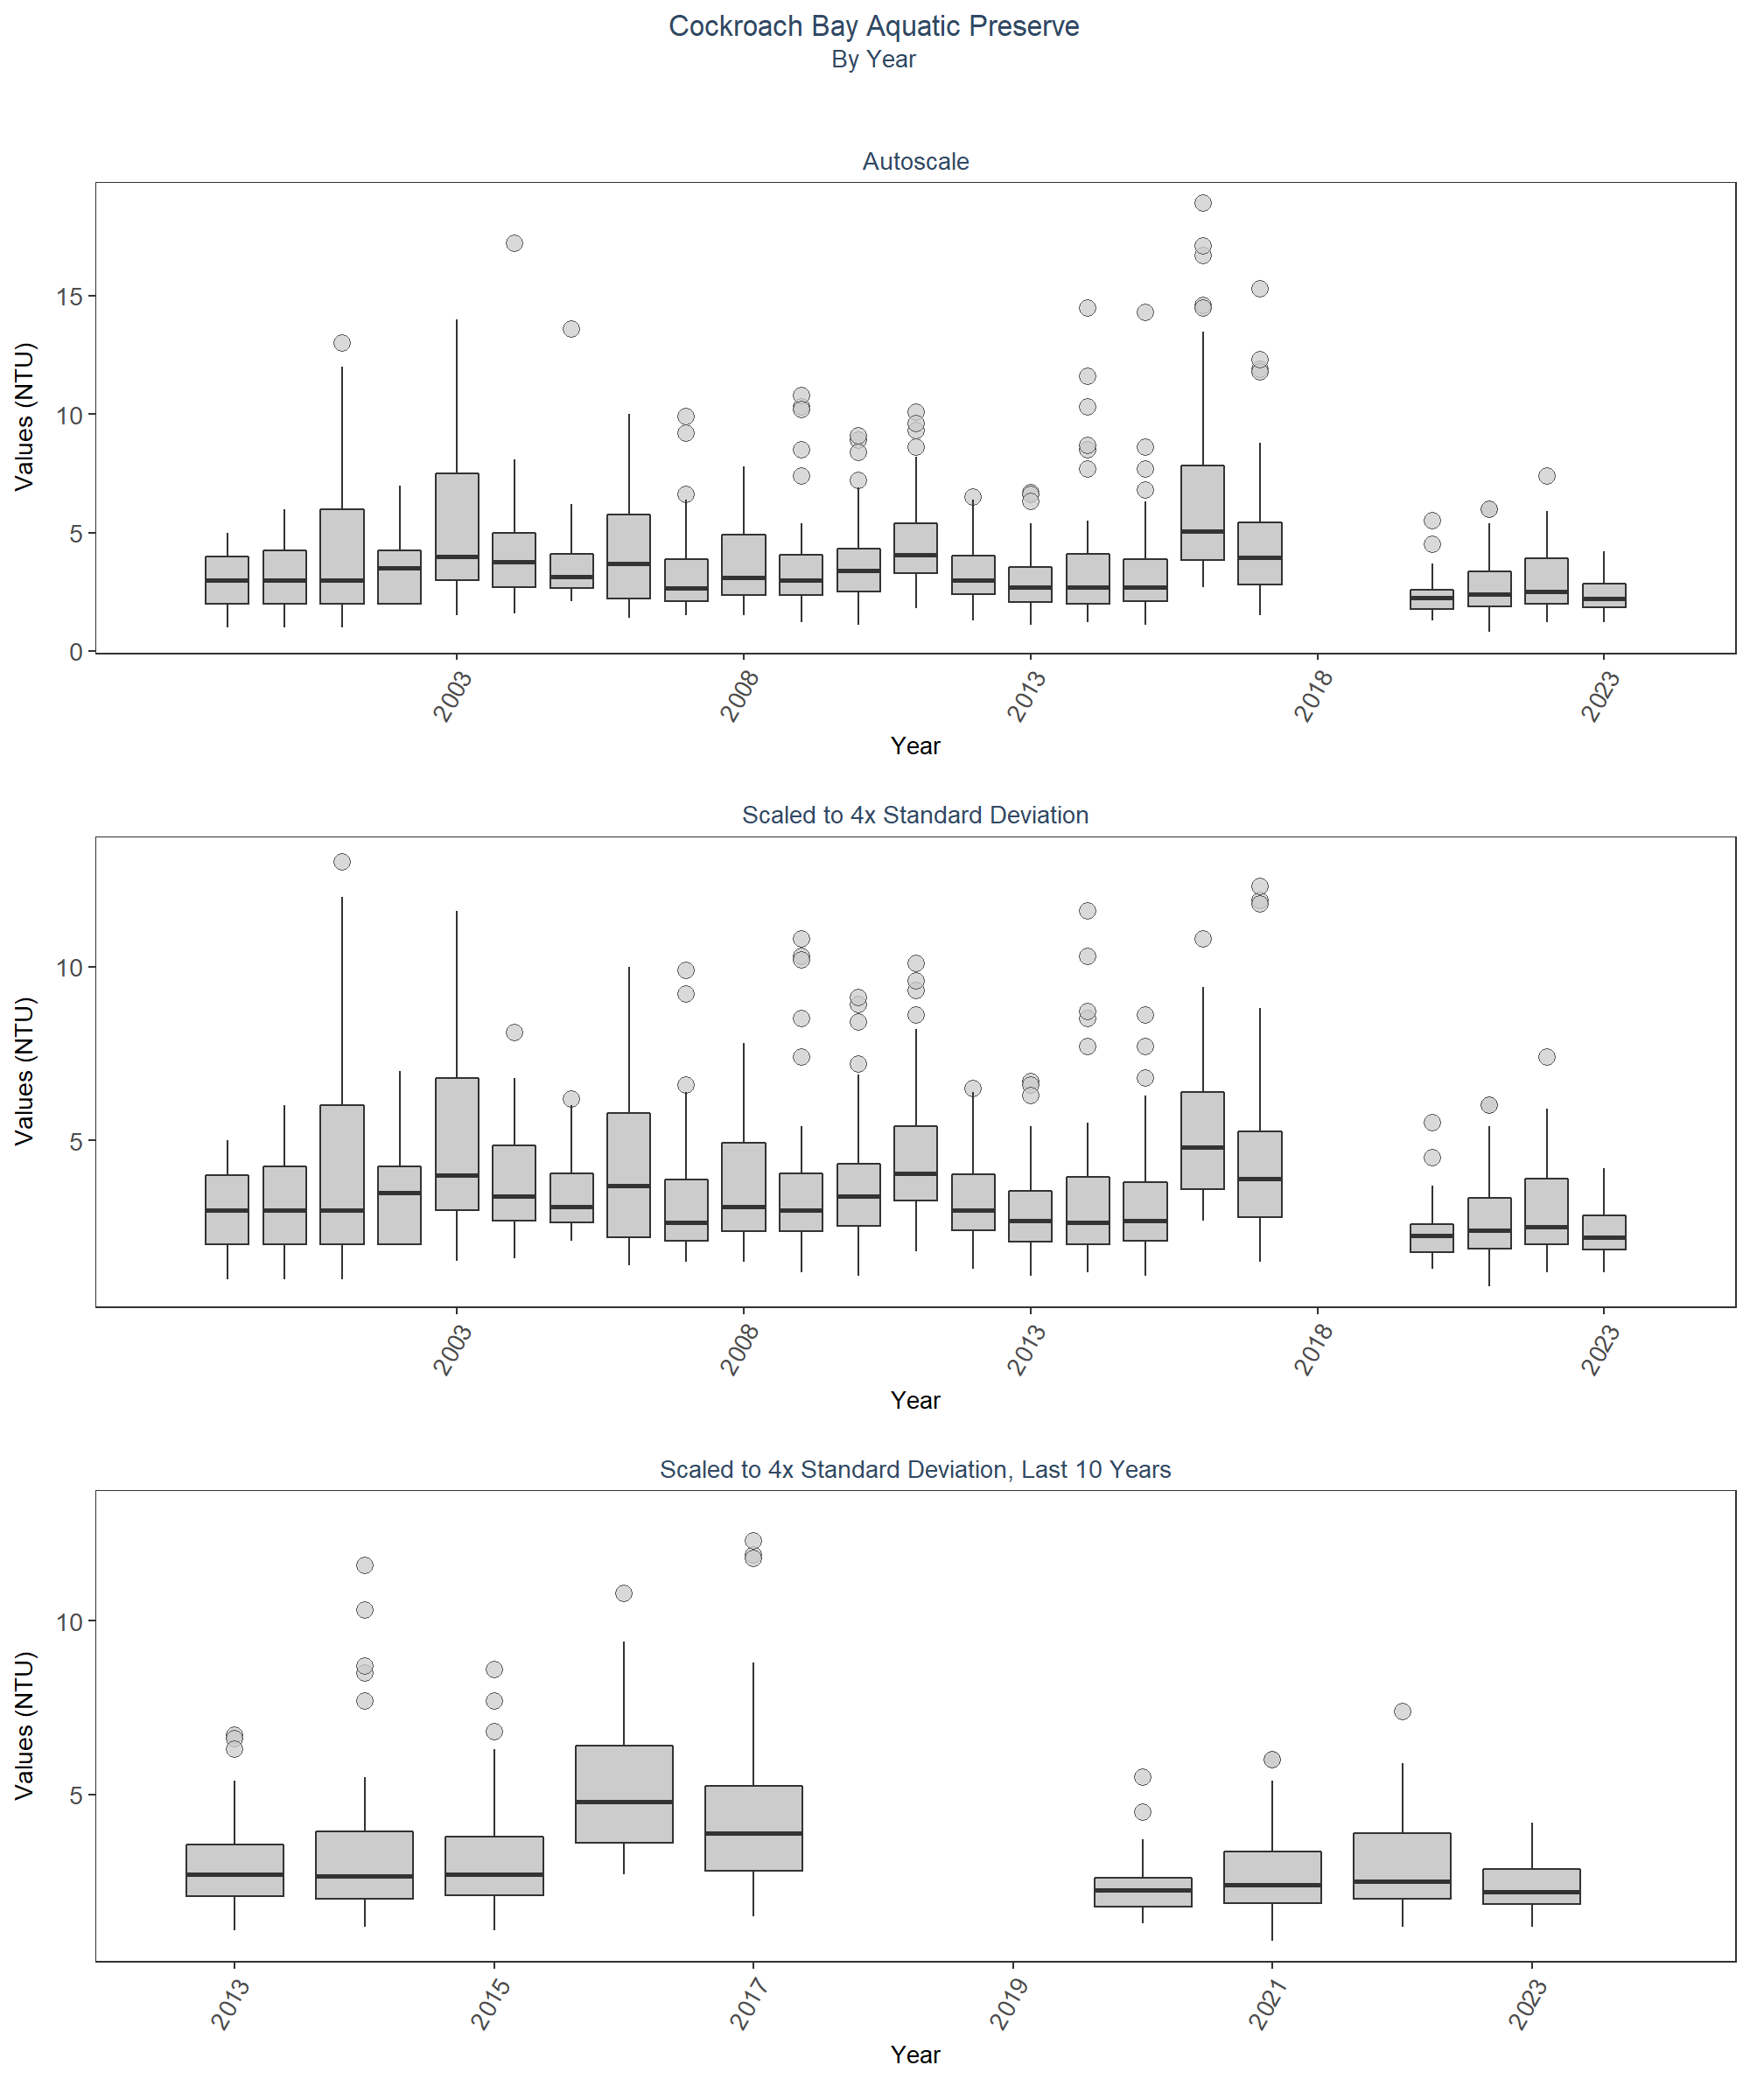 Cockroach Bay Aquatic Preserve
By Year
Autoscale
Values (NTU)
15
10
5
0
2003 2008 2013 2018 2023
Year
Scaled to 4x Standard Deviation
Values (NTU)
10
5
2003 2008 2013 2018 2023
Year
Scaled to 4x Standard Deviation, Last 10 Years
Values (NTU)
10
5
2013 2015 2017 2019 2021 2023
Year